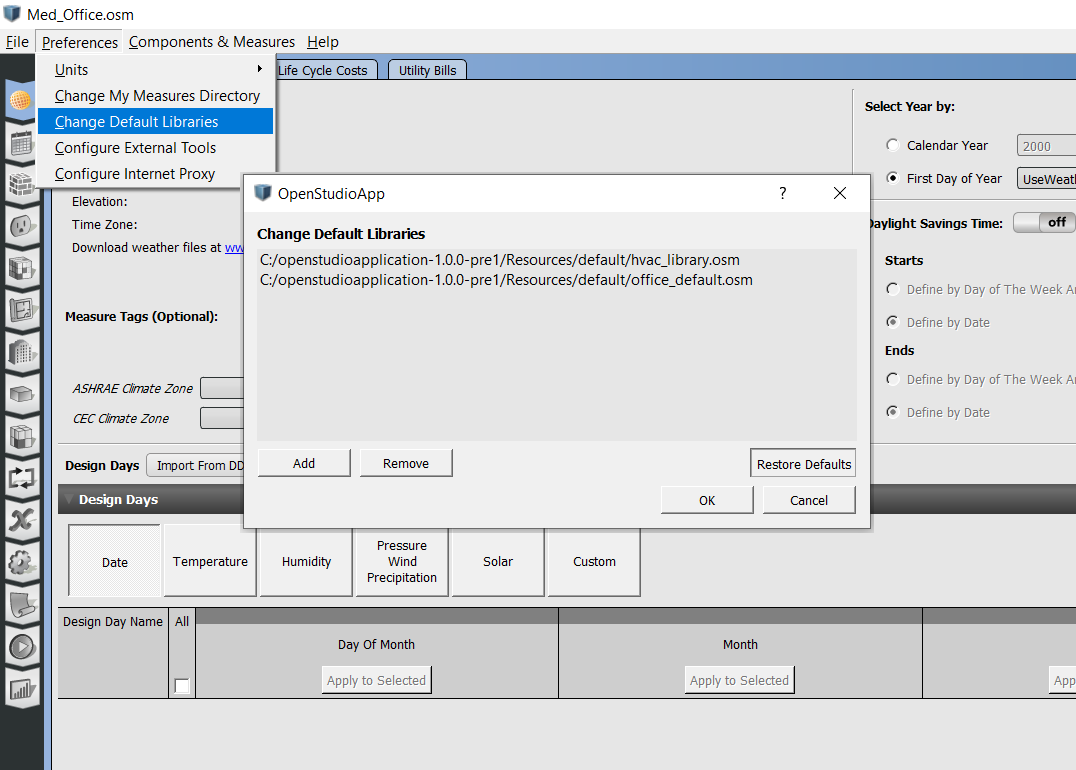 Med_Office.osm
File Preferences Components & Measures Help
Units
Change My Measures Directory
Change Default Libraries
Configure External Tools
Configure Internet Proxy
Life Cycle Costs
Utility Bills
Select Year by:
Calendar Year
2000
First Day of Year
UseWeat
Elevation:
Time Zone:
Download weather files at ww
Daylight Savings Time:
off
Starts
Define by Day of The Week A
Define by Date
Ends
Define by Day of The Week A
Define by Date
OpenStudioApp
?
Change Default Libraries
C:/openstudioapplication-1.0.0-pre1/Resources/default/hvac_library.osm
C:/openstudioapplication-1.0.0-pre1/Resources/default/office_default.osm
Add
Remove
Restore Defaults
OK
Cancel
Measure Tags (Optional):
ASHRAE Climate Zone
CEC Climate Zone
Design Days
Import From DD
Design Days
Date
Temperature
Humidity
Pressure
Wind
Precipitation
Solar
Custom
Design Day Name
All
Day Of Month
Apply to Selected
Month
Apply to Selected
App